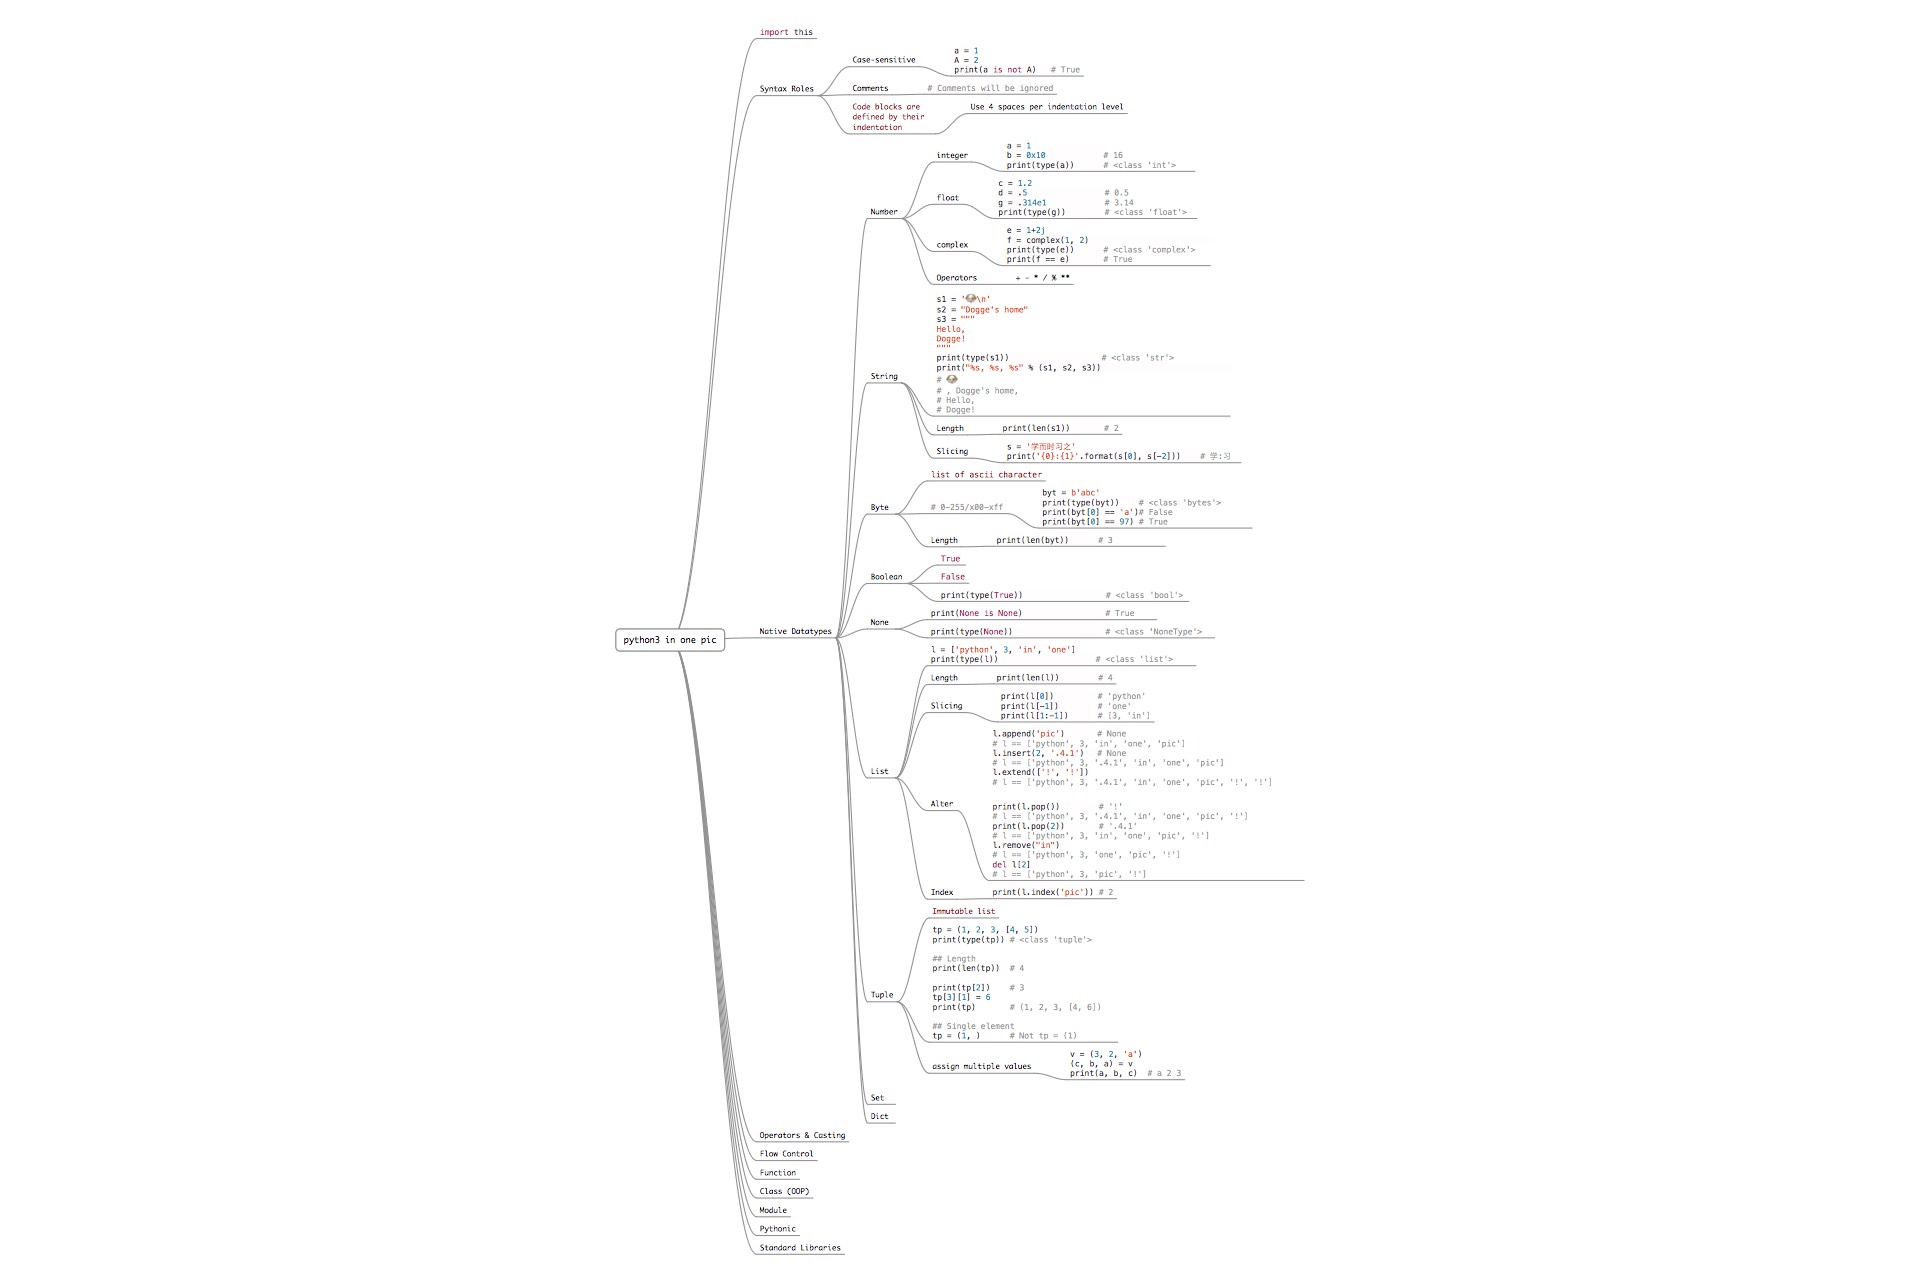 import this
Syntax Roles
Case-sensitive
a = 1
A = 2
print(a is not A)   # True
Comments
# Comments will be ignored
Code blocks are
defined by their
indentation
Use 4 spaces per indentation level
python3 in one pic
Native Datatypes
Number
integer
a = 1
b = 0x10            # 16
print(type(a))      # <class 'int'>
float
c = 1.2
d = .5                # 0.5
g = .314e1            # 3.14
print(type(g))        # <class 'float'>
complex
e = 1+2j
f = complex(1, 2)
print(type(e))      # <class 'complex'>
print(f == e)       # True
Operators
+ - * / % **
String
s1 = '🐶\n'
s2 = "Dogge's home"
s3 = """
Hello,
Dogge!
"""
print(type(s1))                   # <class 'str'>
print("%s, %s, %s" % (s1, s2, s3))
# 🐶
# , Dogge's home,
# Hello,
# Dogge!
Length
print(len(s1))       # 2
Slicing
s = '学而时习之'
print('{0}:{1}'.format(s[0], s[-2]))    # 学:习
Byte
list of ascii character
# 0-255/x00-xff
byt = b'abc'
print(type(byt))    # <class 'bytes'>
print(byt[0] == 'a')# False
print(byt[0] == 97) # True
Length
print(len(byt))      # 3
Boolean
True
False
print(type(True))                 # <class 'bool'>
None
print(None is None)                 # True
print(type(None))                   # <class 'NoneType'>
List
l = ['python', 3, 'in', 'one']
print(type(l))                    # <class 'list'>
Length
print(len(l))        # 4
Slicing
print(l[0])         # 'python'
print(l[-1])        # 'one'
print(l[1:-1])      # [3, 'in']
Alter
l.append('pic')       # None
# l == ['python', 3, 'in', 'one', 'pic']
l.insert(2, '.4.1')   # None
# l == ['python', 3, '.4.1', 'in', 'one', 'pic']
l.extend(['!', '!'])
# l == ['python', 3, '.4.1', 'in', 'one', 'pic', '!', '!']
print(l.pop())        # '!'
# l == ['python', 3, '.4.1', 'in', 'one', 'pic', '!']
print(l.pop(2))       # '.4.1'
# l == ['python', 3, 'in', 'one', 'pic', '!']
l.remove("in")
# l == ['python', 3, 'one', 'pic', '!']
del l[2]
# l == ['python', 3, 'pic', '!']
Index
print(l.index('pic')) # 2
Tuple
Immutable list
tp = (1, 2, 3, [4, 5])
print(type(tp)) # <class 'tuple'>
## Length
print(len(tp))  # 4
print(tp[2])    # 3
tp[3][1] = 6
print(tp)       # (1, 2, 3, [4, 6])
## Single element
tp = (1, )      # Not tp = (1)
assign multiple values
v = (3, 2, 'a')
(c, b, a) = v
print(a, b, c)  # a 2 3
Set
Dict
Operators & Casting
Flow Control
Function
Class (OOP)
Module
Pythonic
Standard Libraries